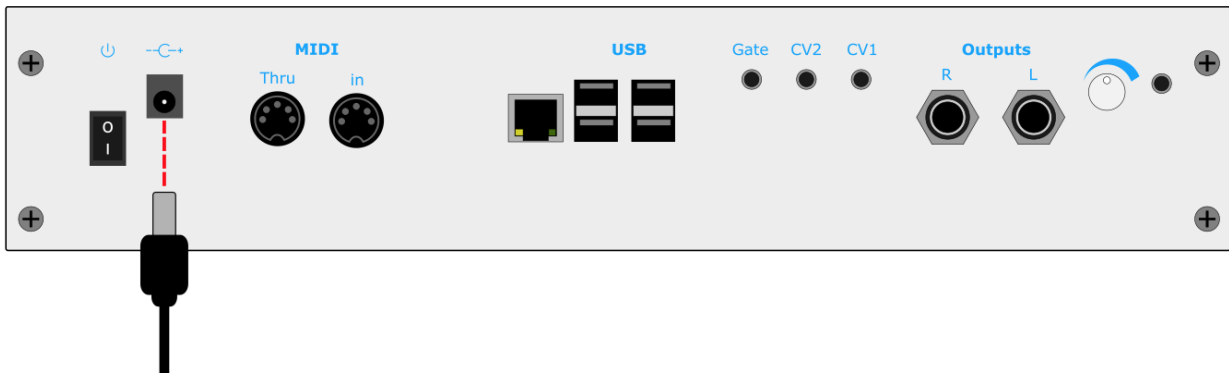 MIDI
Thru
in
USB
Gate
CV2
CV1
Outputs
R
L
O
I